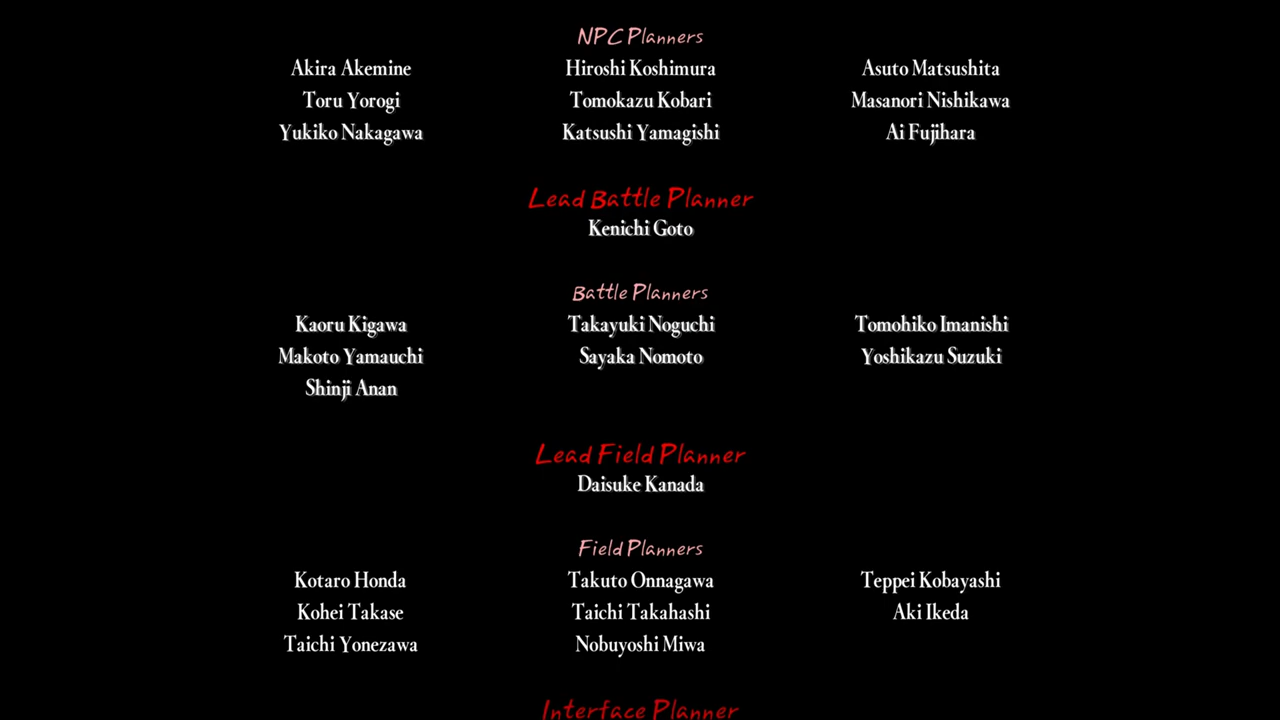 NPC Planners
Akira Akemine Hiroshi Koshimura Asuto Matsushita
Toru Yorogi Tomokazu Kobari Masanori Nishikawa
Yukiko Nakagawa Katsushi Yamagishi Ai Fujihara
Lead Battle Planner
Kenichi Goto
Battle Planners
Kaoru Kigawa Takayuki Noguchi Tomohiko Imanishi
Makoto Yamauchi Sayaka Nomoto Yoshikazu Suzuki
Shinji Anan
Lead Field Planner
Daisuke Kanada
Field Planners
Kotaro Honda Takuto Onnagawa Teppei Kobayashi
Kohei Takase Taichi Takahashi Aki Ikeda
Taichi Yonezawa Nobuyoshi Miwa
Interface Planner